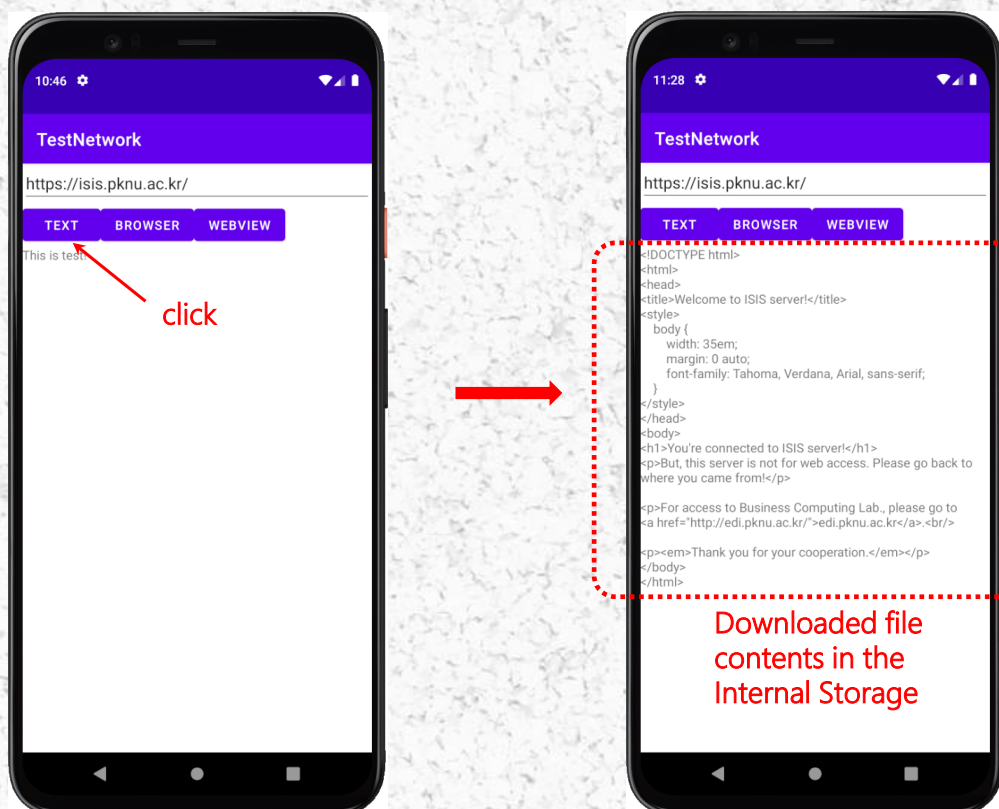 10:46
TestNetwork
https://isis.pknu.ac.kr/
TEXT BROWSER WEBVIEW
This is test!
click
11:28
TestNetwork
https://isis.pknu.ac.kr/
TEXT BROWSER WEBVIEW
<!DOCTYPE html>
<html>
<head>
<title>Welcome to ISIS server!</title>
<style>
body {
width: 35em;
margin: 0 auto;
font-family: Tahoma, Verdana, Arial, sans-serif;
}
</style>
</head>
<body>
<h1>You're connected to ISIS server!</h1>
<p>But, this server is not for web access. Please go back to
where you came from!</p>
<p>For access to Business Computing Lab., please go to
<a href="http://edi.pknu.ac.kr/">edi.pknu.ac.kr</a>.<br/>
<p><em>Thank you for your cooperation.</em></p>
</body>
</html>
Downloaded file
contents in the
Internal Storage